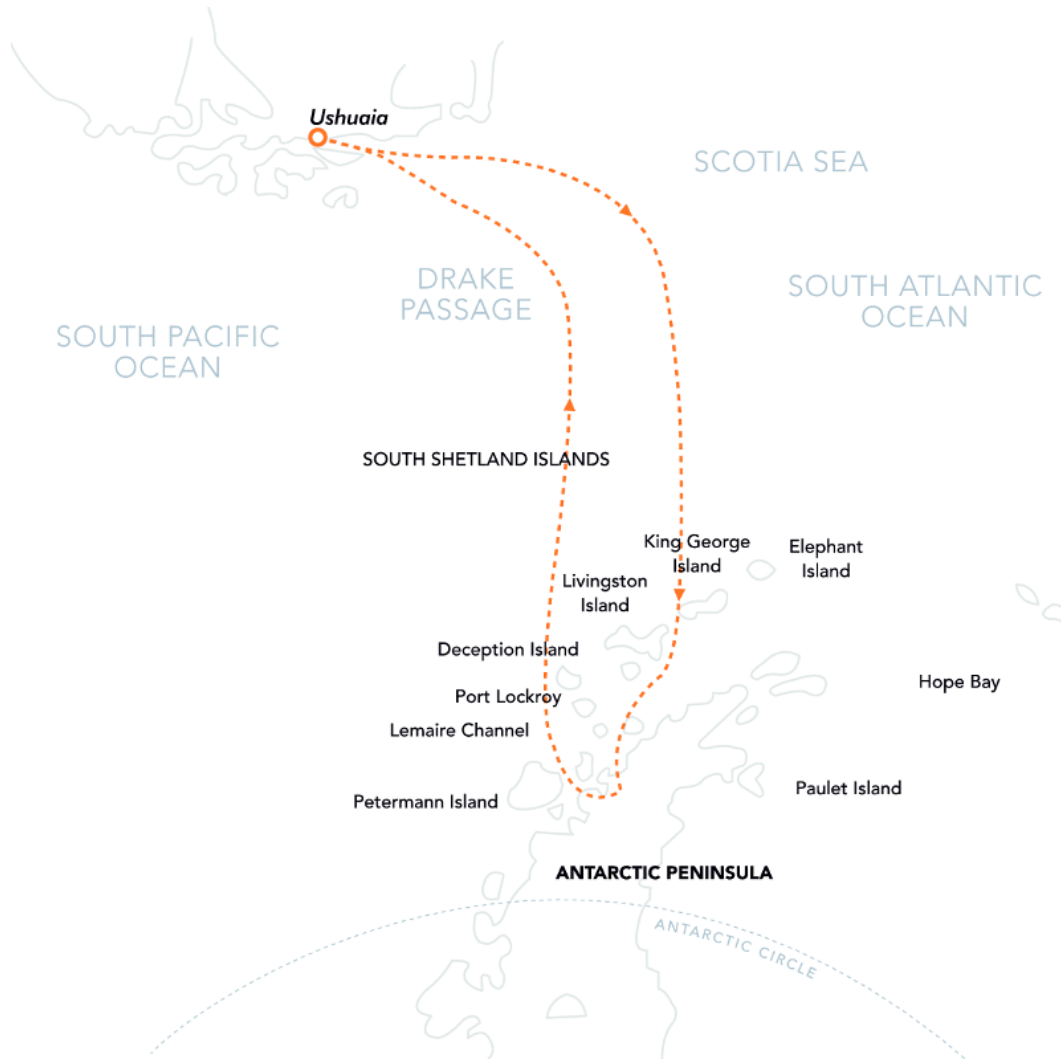 Ushuaia
SCOTIA SEA
DRAKE
PASSAGE
SOUTH ATLANTIC
OCEAN
SOUTH PACIFIC
OCEAN
SOUTH SHETLAND ISLANDS
King George
Island
Elephant
Island
Livingston
Island
Deception Island
Hope Bay
Port Lockroy
Lemaire Channel
Petermann Island
Paulet Island
ANTARCTIC PENINSULA
ANTARCTIC CIRCLE